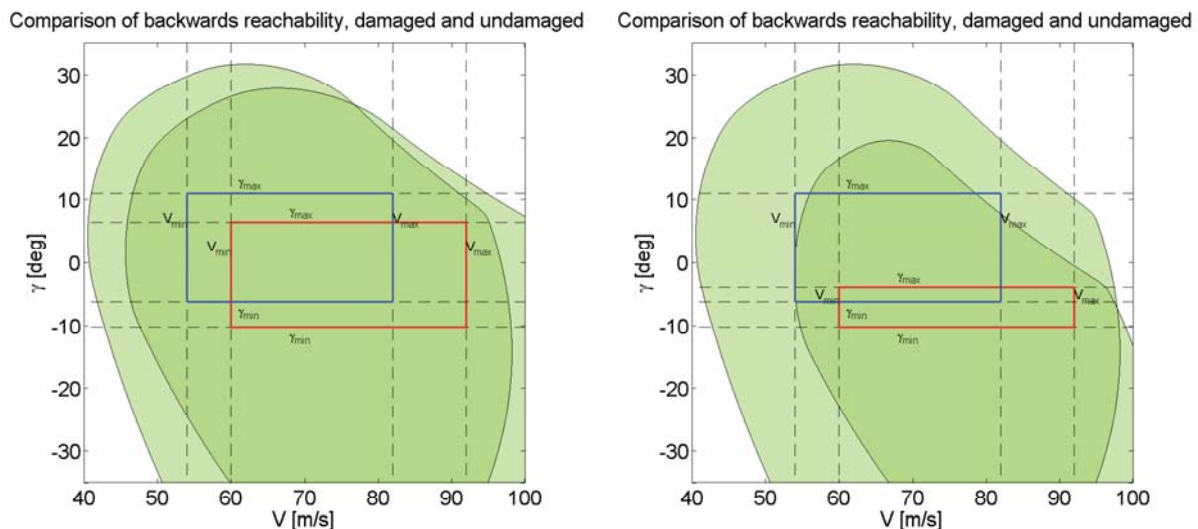 Comparison of backwards reachability, damaged and undamaged
30
20
10
0
-10
-20
-30
γ [deg]
γmax
Vmin
γmax
Vmax
Vmin
Vmax
γmin
γmin
40 50 60 70 80 90 100
V [m/s]
Comparison of backwards reachability, damaged and undamaged
30
20
10
0
-10
-20
-30
γ [deg]
γmax
Vmin
Vmax
γmax
Vmin
Vmax
γmin
γmin
40 50 60 70 80 90 100
V [m/s]